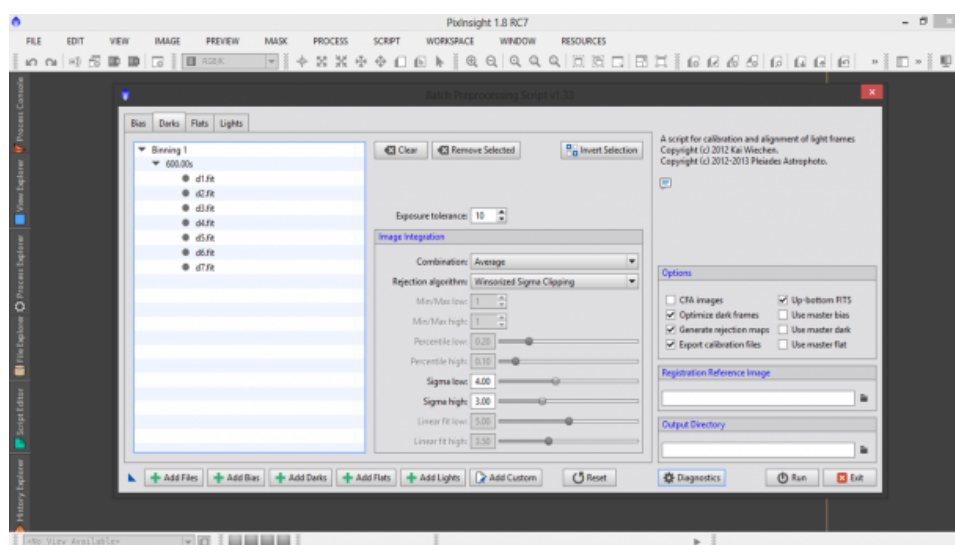 PixInsight 1.8 RC7
FILE EDIT VIEW IMAGE PREVIEW MASK PROCESS SCRIPT WORKSPACE WINDOW RESOURCES
Process Console
View Explorer
Process Explorer
File Explorer
Script Editor
History Explorer
Batch Preprocessing Script v1.33
Bias Darks Flats Lights
Binning 1
600.00s
d1.fit
d2.fit
d3.fit
d4.fit
d5.fit
d6.fit
d7.fit
Clear Remove Selected Invert Selection
Exposure tolerance: 10
Image Integration
Combination: Average
Rejection algorithm: Winsorized Sigma Clipping
Min/Max low: 1
Min/Max high: 1
Percentile low: 0.20
Percentile high: 0.10
Sigma low: 4.00
Sigma high: 3.00
Linear fit low: 5.00
Linear fit high: 3.50
A script for calibration and alignment of light frames
Copyright (c) 2012 Kai Wiechen.
Copyright (c) 2012-2013 Pleiades Astrophoto.
Options
CFA images Up-bottom FITS
Optimize dark frames Use master bias
Generate rejection maps Use master dark
Export calibration files Use master flat
Registration Reference Image
Output Directory
Add Files Add Bias Add Darks Add Flats Add Lights Add Custom Reset Diagnostics Run Exit
<No View Available>